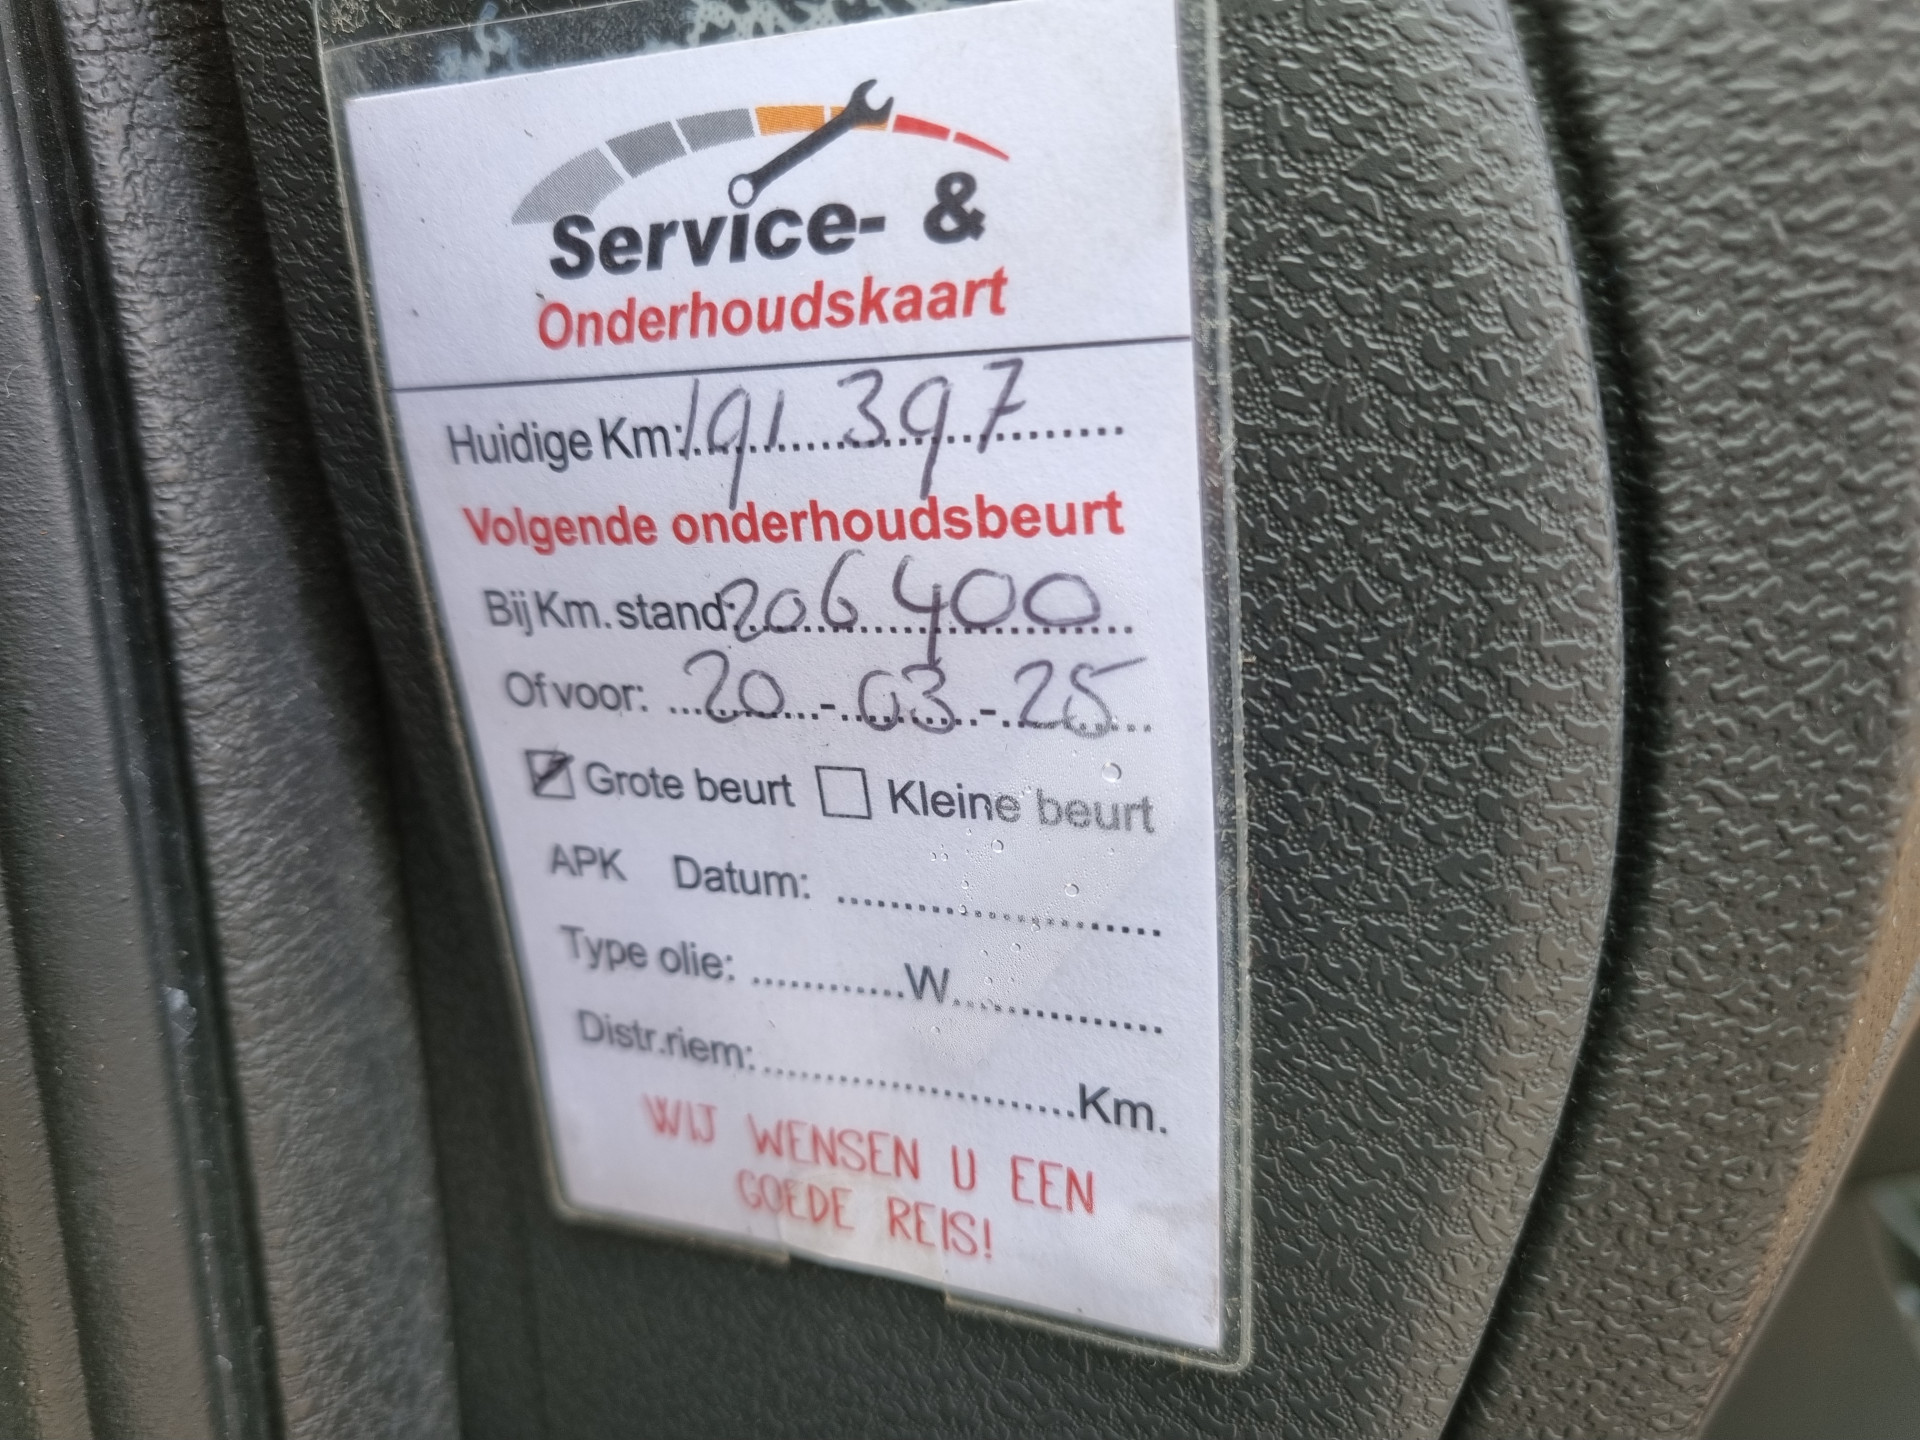 Service- &
Onderhoudskaart
Huidige Km: 191 397
Volgende onderhoudsbeurt
Bij Km. stand: 206 400
Of voor: 20 - 03 - 25
Grote beurt Kleine beurt
APK Datum: ....................
Type olie: ............W................
Distr.riem:..............................Km.
WIJ WENSEN U EEN
GOEDE REIS!